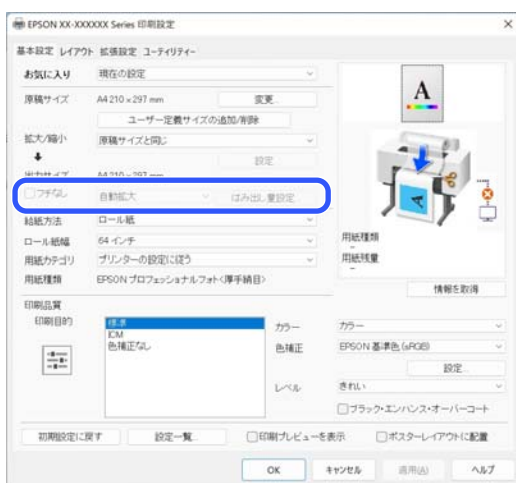 EPSON XX-XXXXXX Series 印刷設定
基本設定 レイアウト 拡張設定 ユーティリティー
お気に入り 現在の設定
原稿サイズ A4 210 x 297 mm 変更...
ユーザー定義サイズの追加/削除
拡大/縮小 原稿サイズと同じ
設定...
出力サイズ A4 210 x 297 mm
フチなし 自動拡大 はみ出し量設定...
給紙方法 ロール紙
ロール紙幅 64 インチ
用紙カテゴリ プリンターの設定に従う
用紙種類 EPSON プロフェッショナルフォト<厚手絹目>
A
用紙種類
-
用紙残量
-
情報を取得
印刷品質
印刷目的 標準
ICM
色補正なし
カラー カラー
色補正 EPSON 基準色 (sRGB)
設定...
レベル きれい
ブラック・エンハンス・オーバーコート
初期設定に戻す 設定一覧... 印刷プレビューを表示 ポスターレイアウトに配置
OK キャンセル 適用(A) ヘルプ